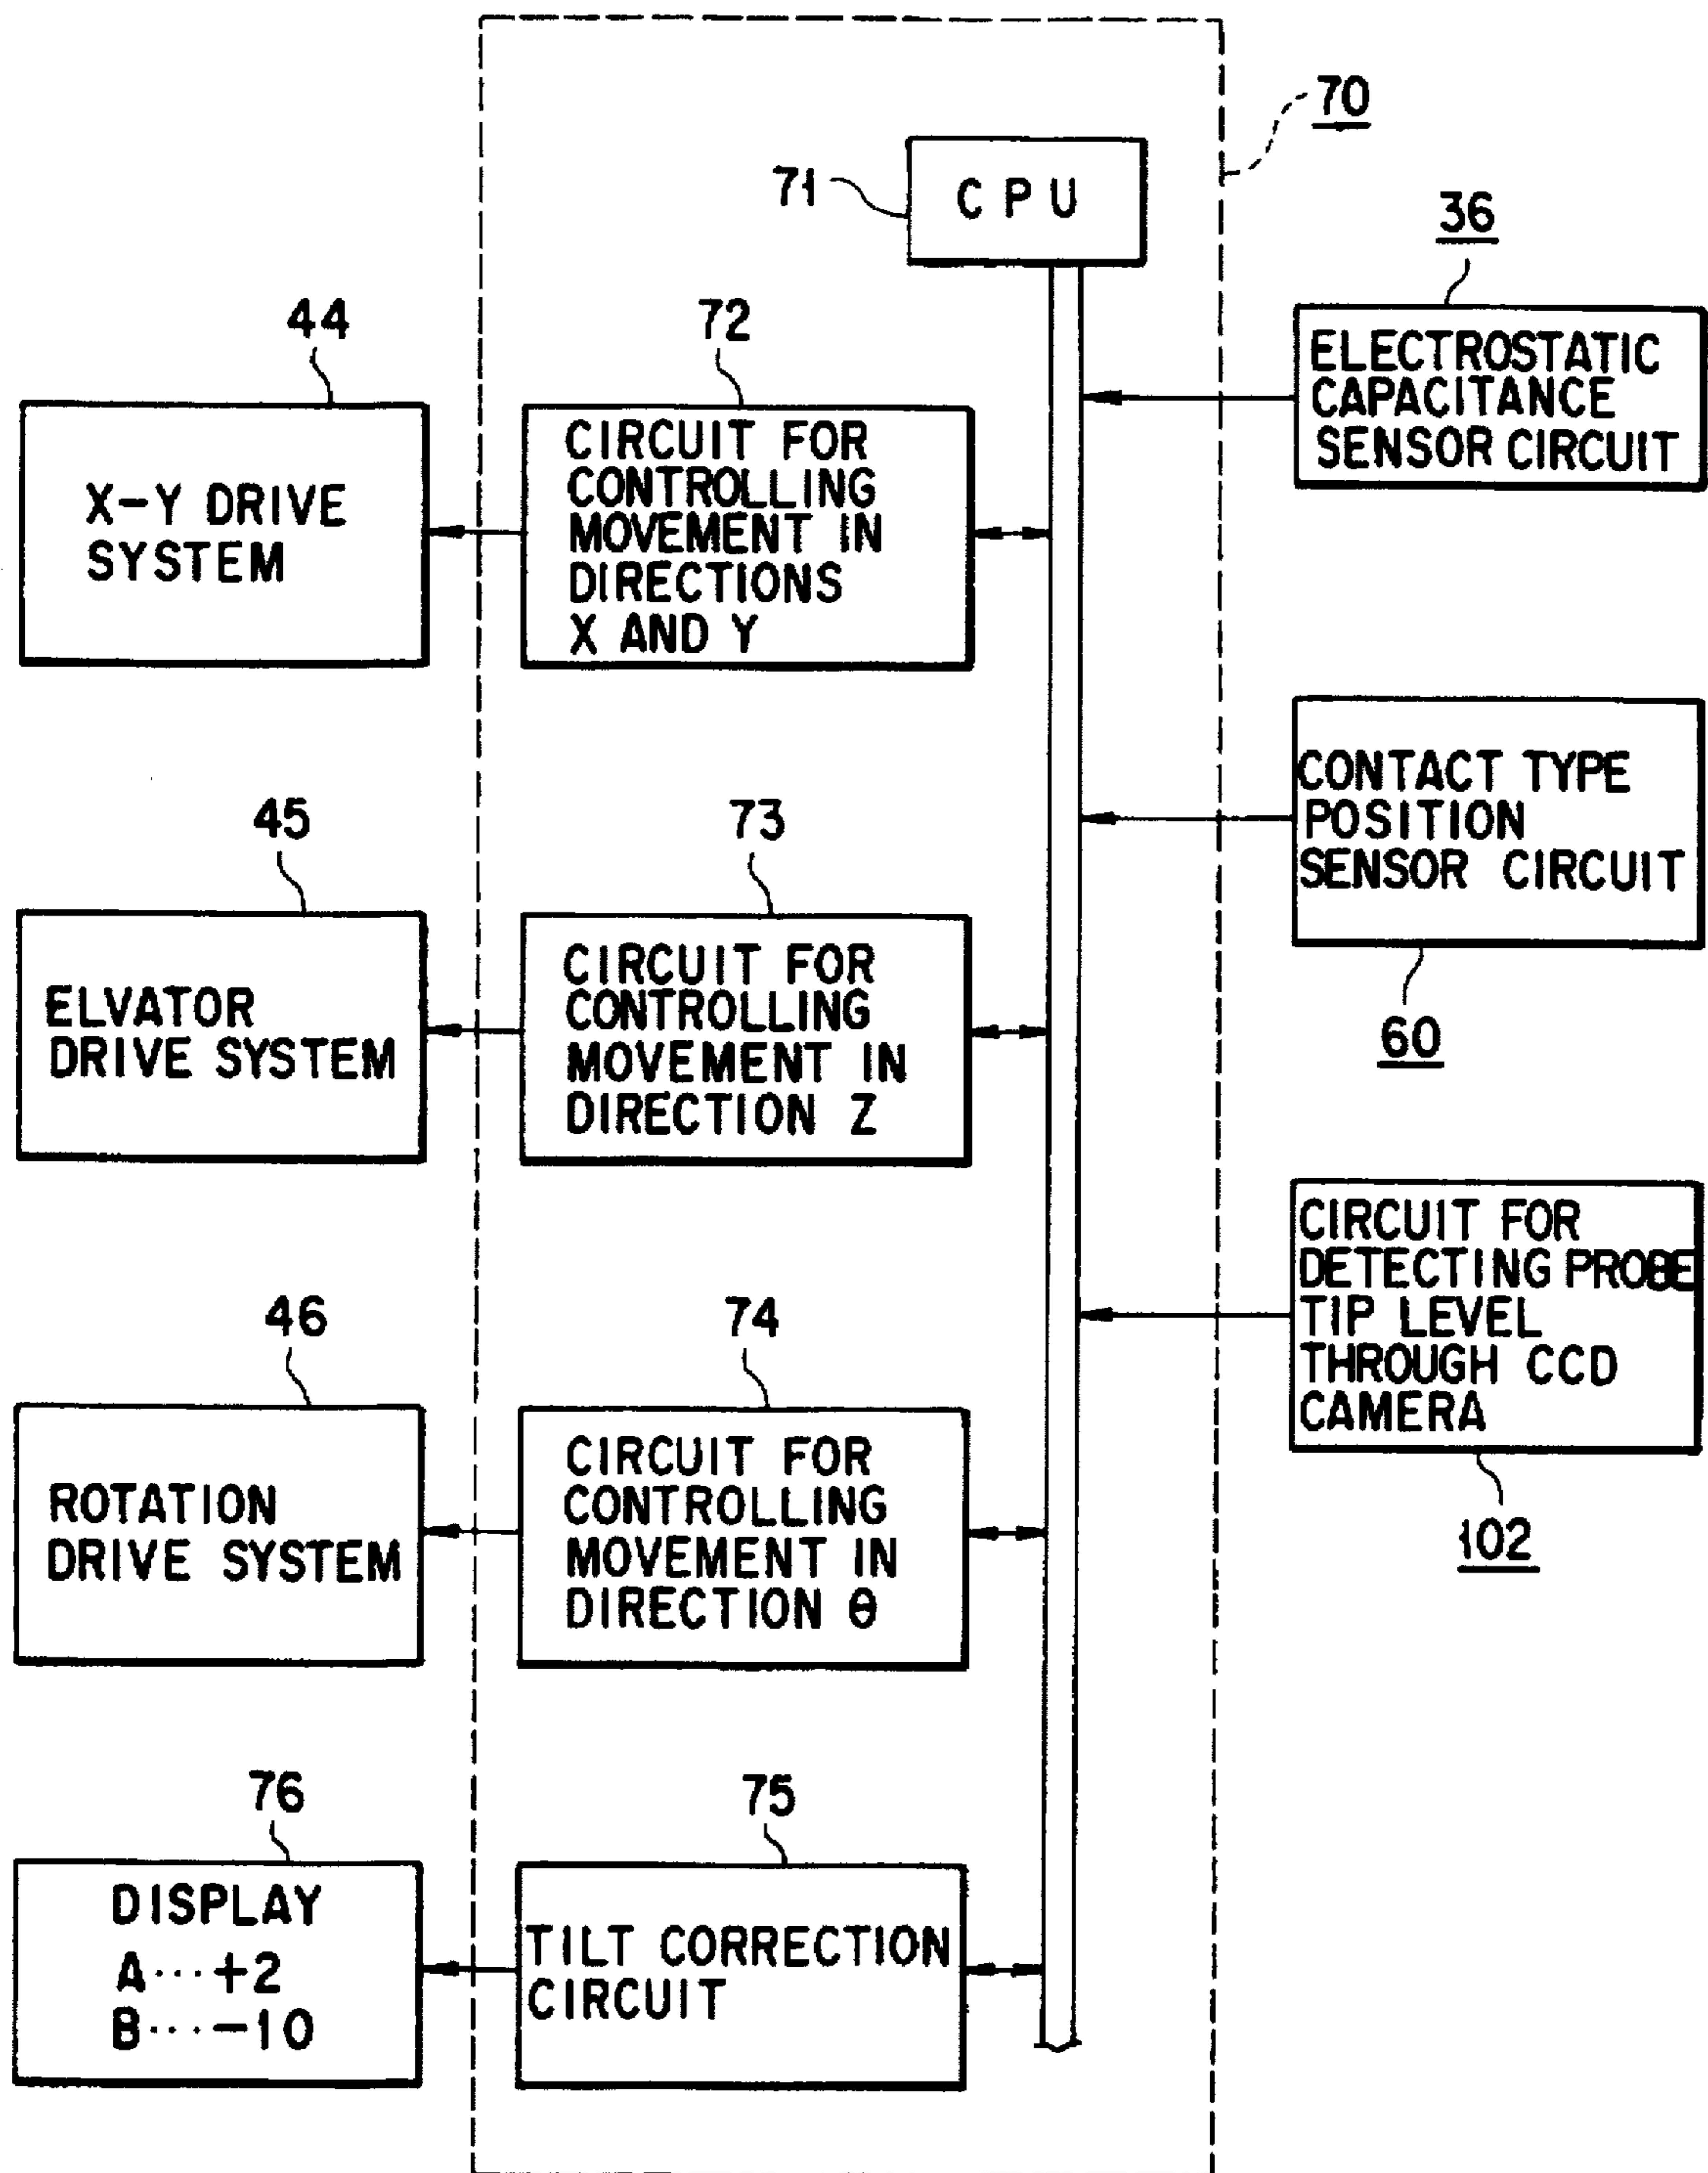 70
71
CPU
36
ELECTROSTATIC
CAPACITANCE
SENSOR CIRCUIT
44
X-Y DRIVE
SYSTEM
72
CIRCUIT FOR
CONTROLLING
MOVEMENT IN
DIRECTIONS
X AND Y
CONTACT TYPE
POSITION
SENSOR CIRCUIT
60
45
ELVATOR
DRIVE SYSTEM
73
CIRCUIT FOR
CONTROLLING
MOVEMENT IN
DIRECTION Z
CIRCUIT FOR
DETECTING PROBE
TIP LEVEL
THROUGH CCD
CAMERA
102
46
ROTATION
DRIVE SYSTEM
74
CIRCUIT FOR
CONTROLLING
MOVEMENT IN
DIRECTION θ
76
DISPLAY
A···+2
B···-10
75
TILT CORRECTION
CIRCUIT